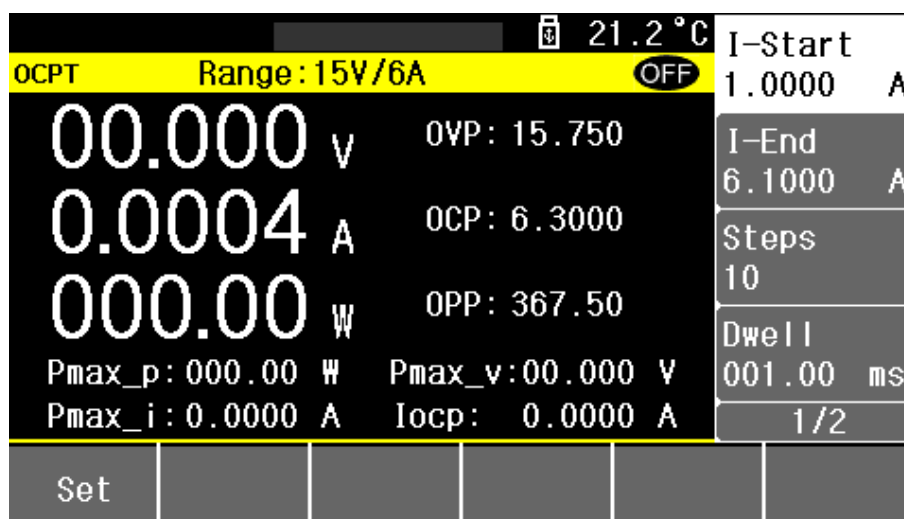 21.2°C
OCPT Range:15V/6A OFF
00.000 V OVP: 15.750
0.0004 A OCP: 6.3000
000.00 W OPP: 367.50
Pmax_p:000.00 W Pmax_v:00.000 V
Pmax_i:0.0000 A Iocp: 0.0000 A
I-Start
1.0000 A
I-End
6.1000 A
Steps
10
Dwell
001.00 ms
1/2
Set